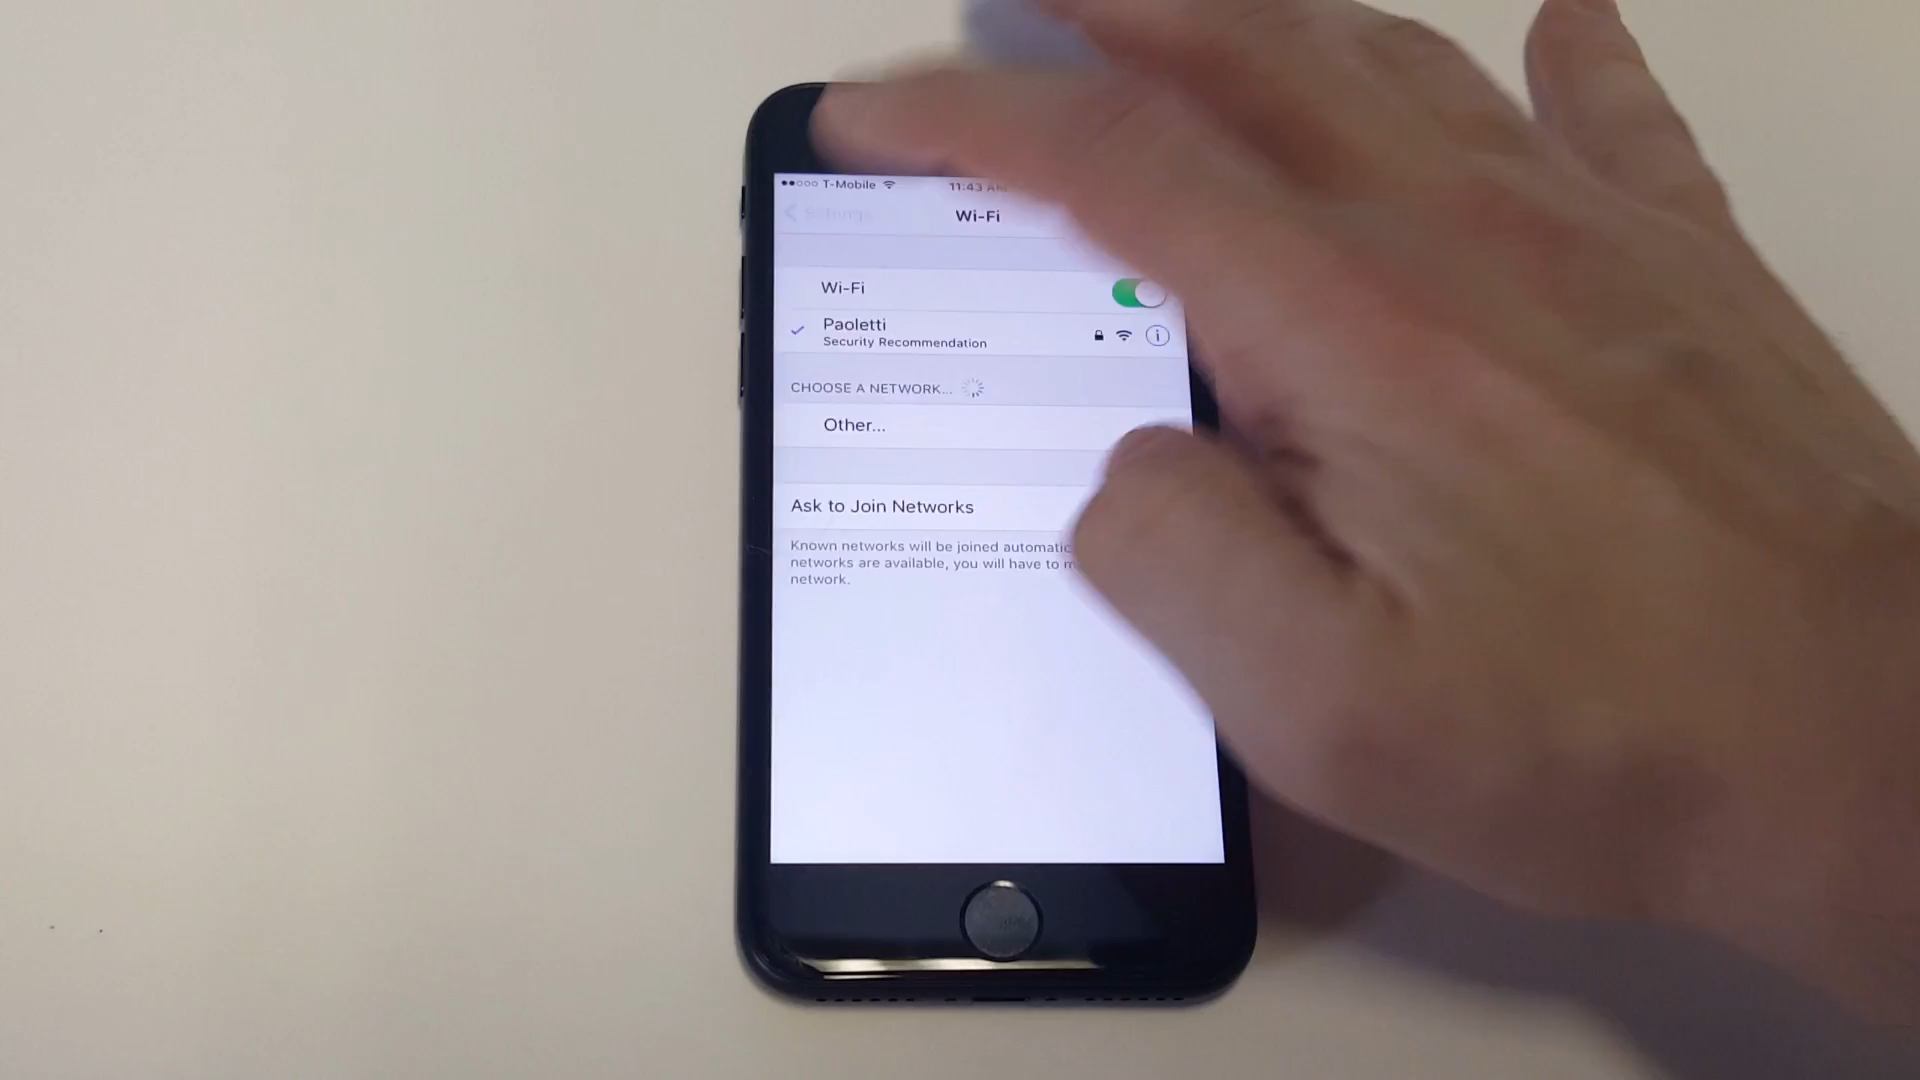 T-Mobile 11:43 AM
Settings Wi-Fi
Wi-Fi
Paoletti
Security Recommendation
CHOOSE A NETWORK...
Other...
Ask to Join Networks
Known networks will be joined
networks are available, you will have to
network.